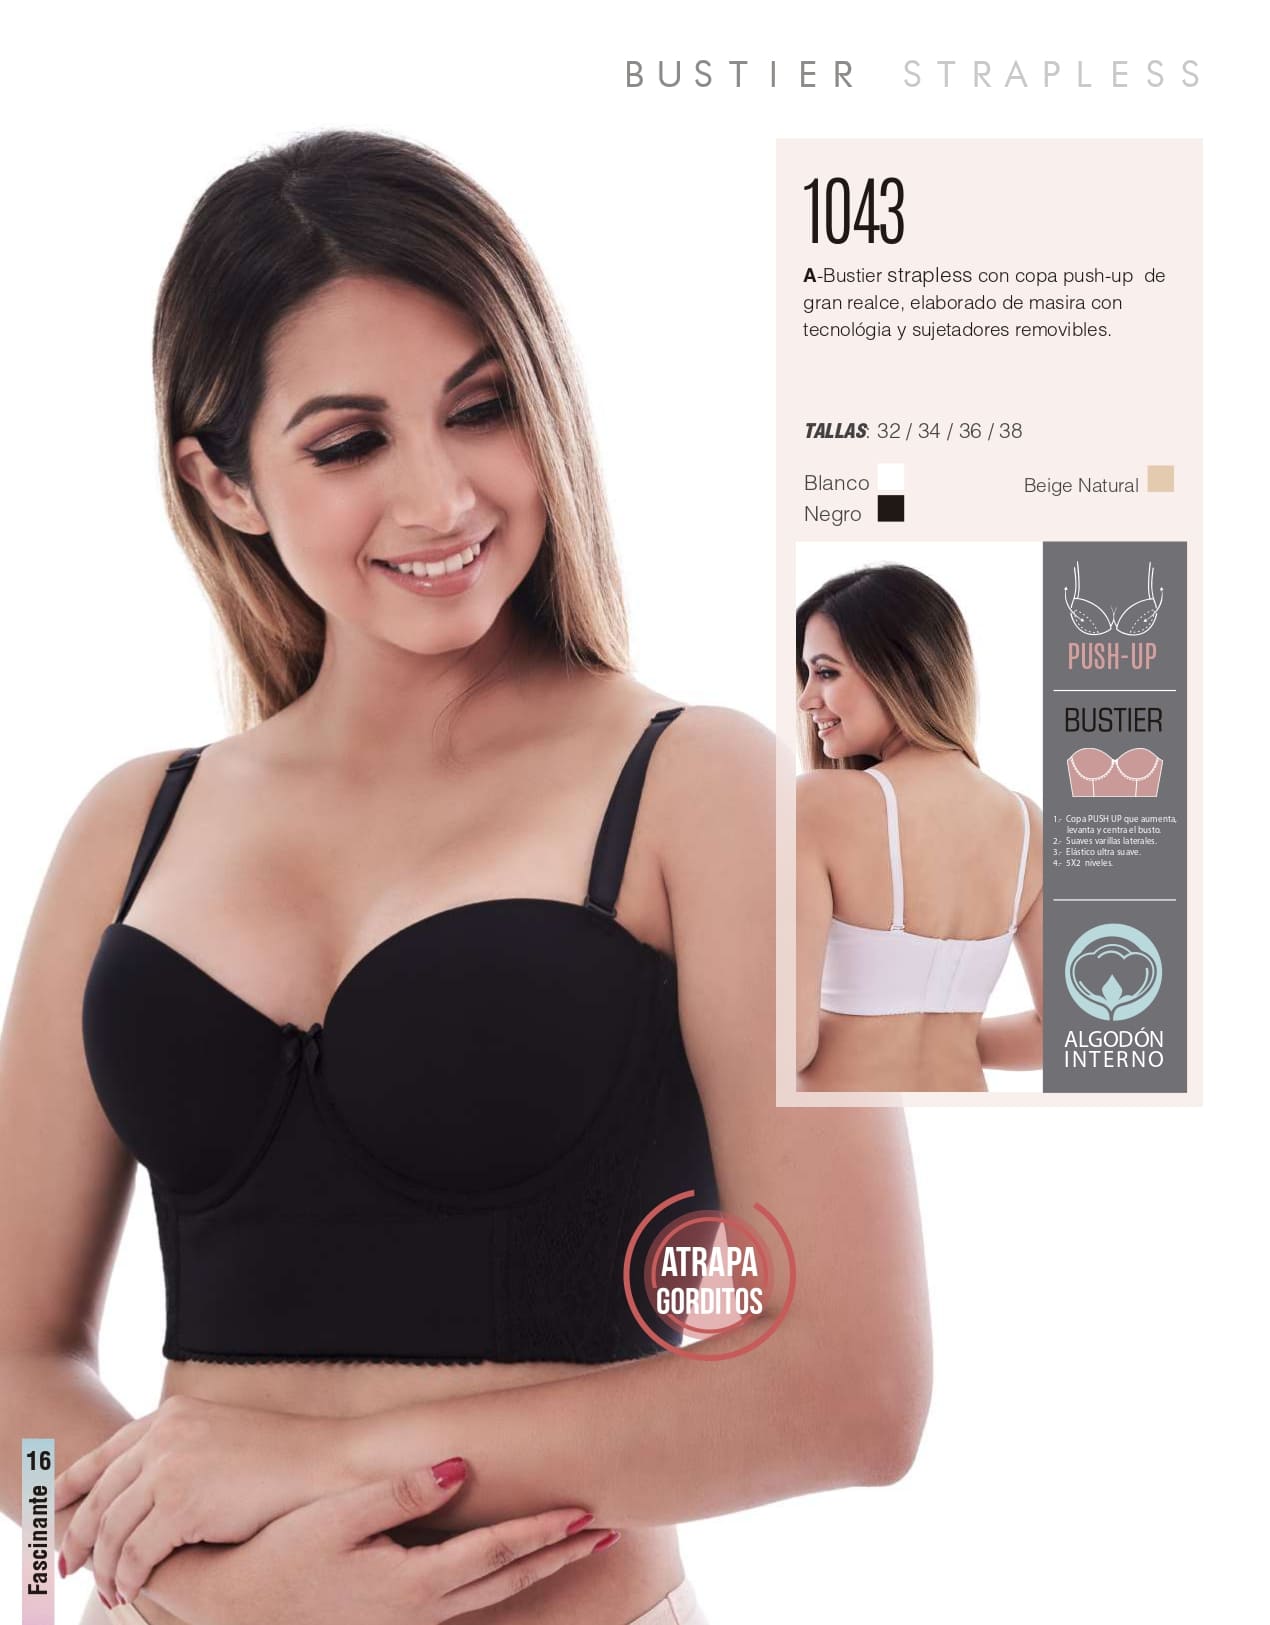 BUSTIER STRAPLESS
1043
A-Bustier strapless con copa push-up de
gran realce, elaborado de masira con
tecnológia y sujetadores removibles.
TALLAS: 32 / 34 / 36 / 38
Blanco
Beige Natural
Negro
PUSH-UP
BUSTIER
1.- Copa PUSH UP que aumenta,
levanta y centra el busto.
2.- Suaves varillas laterales.
3.- Elástico ultra suave.
4.- 5X2 niveles.
ALGODÓN
INTERNO
ATRAPA
GORDITOS
16
Fascinante